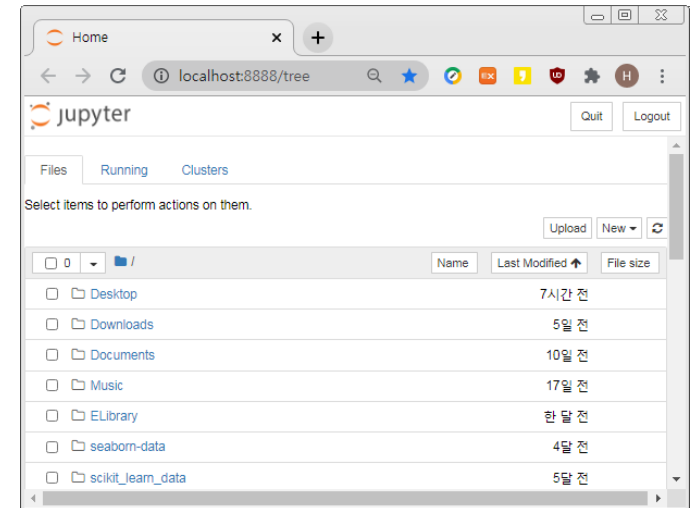 Home
localhost:8888/tree
EX
UD
H
jupyter
Quit Logout
Files Running Clusters
Select items to perform actions on them.
Upload New
0 / Name Last Modified File size
Desktop 7시간 전
Downloads 5일 전
Documents 10일 전
Music 17일 전
ELibrary 한 달 전
seaborn-data 4달 전
scikit_learn_data 5달 전